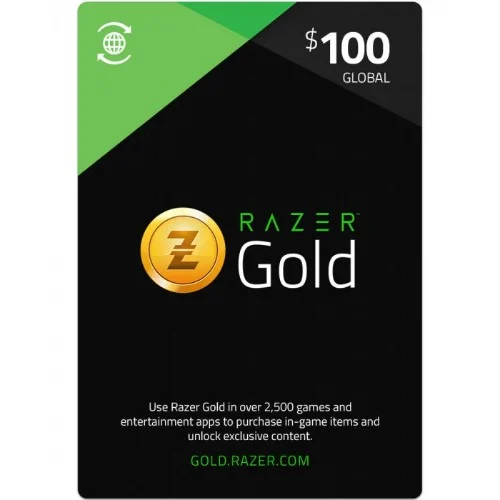 $100
GLOBAL
RAZER™
Gold
Use Razer Gold in over 2,500 games and
entertainment apps to purchase in-game items and
unlock exclusive content.
GOLD.RAZER.COM